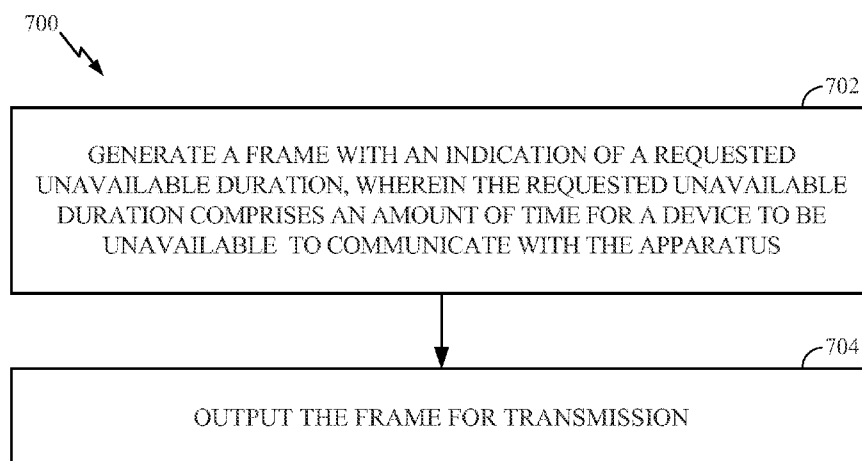 700
702
GENERATE A FRAME WITH AN INDICATION OF A REQUESTED
UNAVAILABLE DURATION, WHEREIN THE REQUESTED UNAVAILABLE
DURATION COMPRISES AN AMOUNT OF TIME FOR A DEVICE TO BE
UNAVAILABLE TO COMMUNICATE WITH THE APPARATUS
704
OUTPUT THE FRAME FOR TRANSMISSION